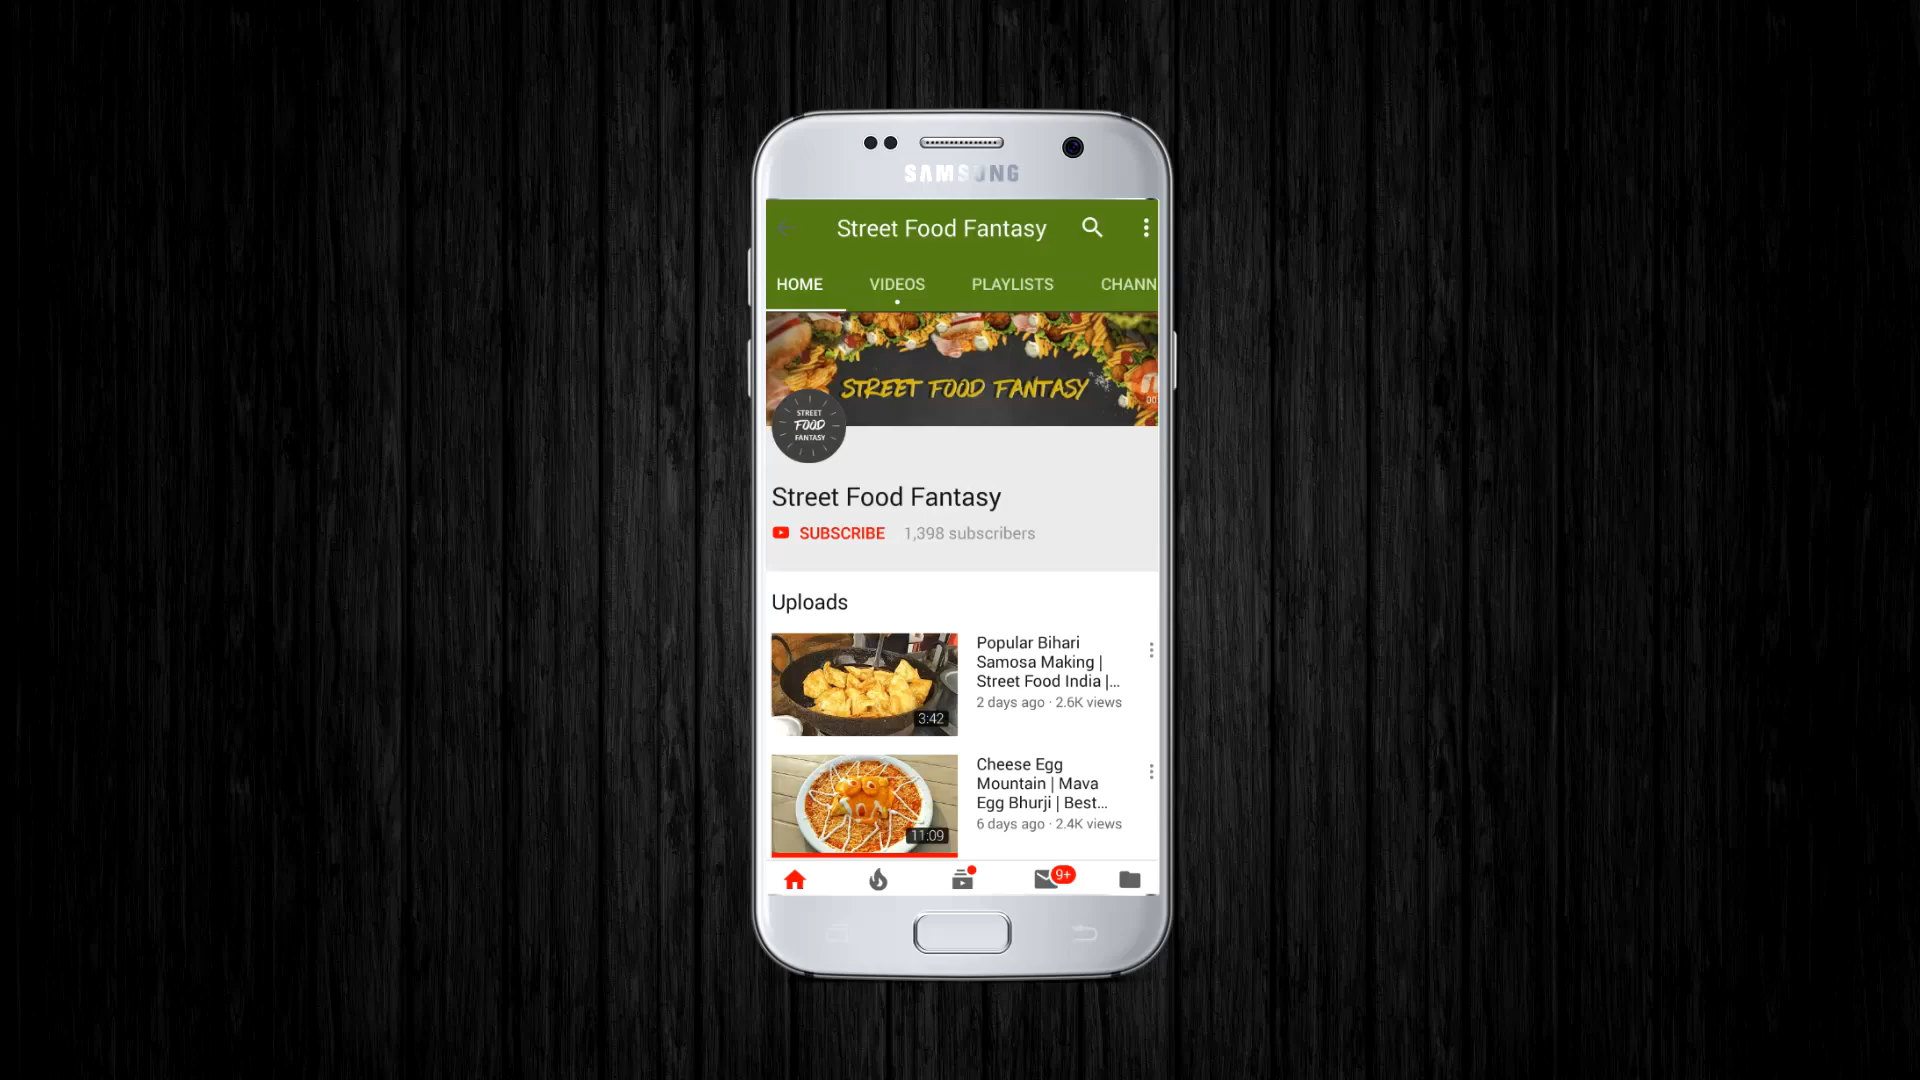 SAMSUNG
Street Food Fantasy
HOME VIDEOS PLAYLISTS CHANN
STREET FOOD FANTASY
00
STREET
FOOD
FANTASY
Street Food Fantasy
SUBSCRIBE 1,398 subscribers
Uploads
Popular Bihari
Samosa Making |
Street Food India |...
2 days ago · 2.6K views
3:42
Cheese Egg
Mountain | Mava
Egg Bhurji | Best...
6 days ago · 2.4K views
11:09
9+